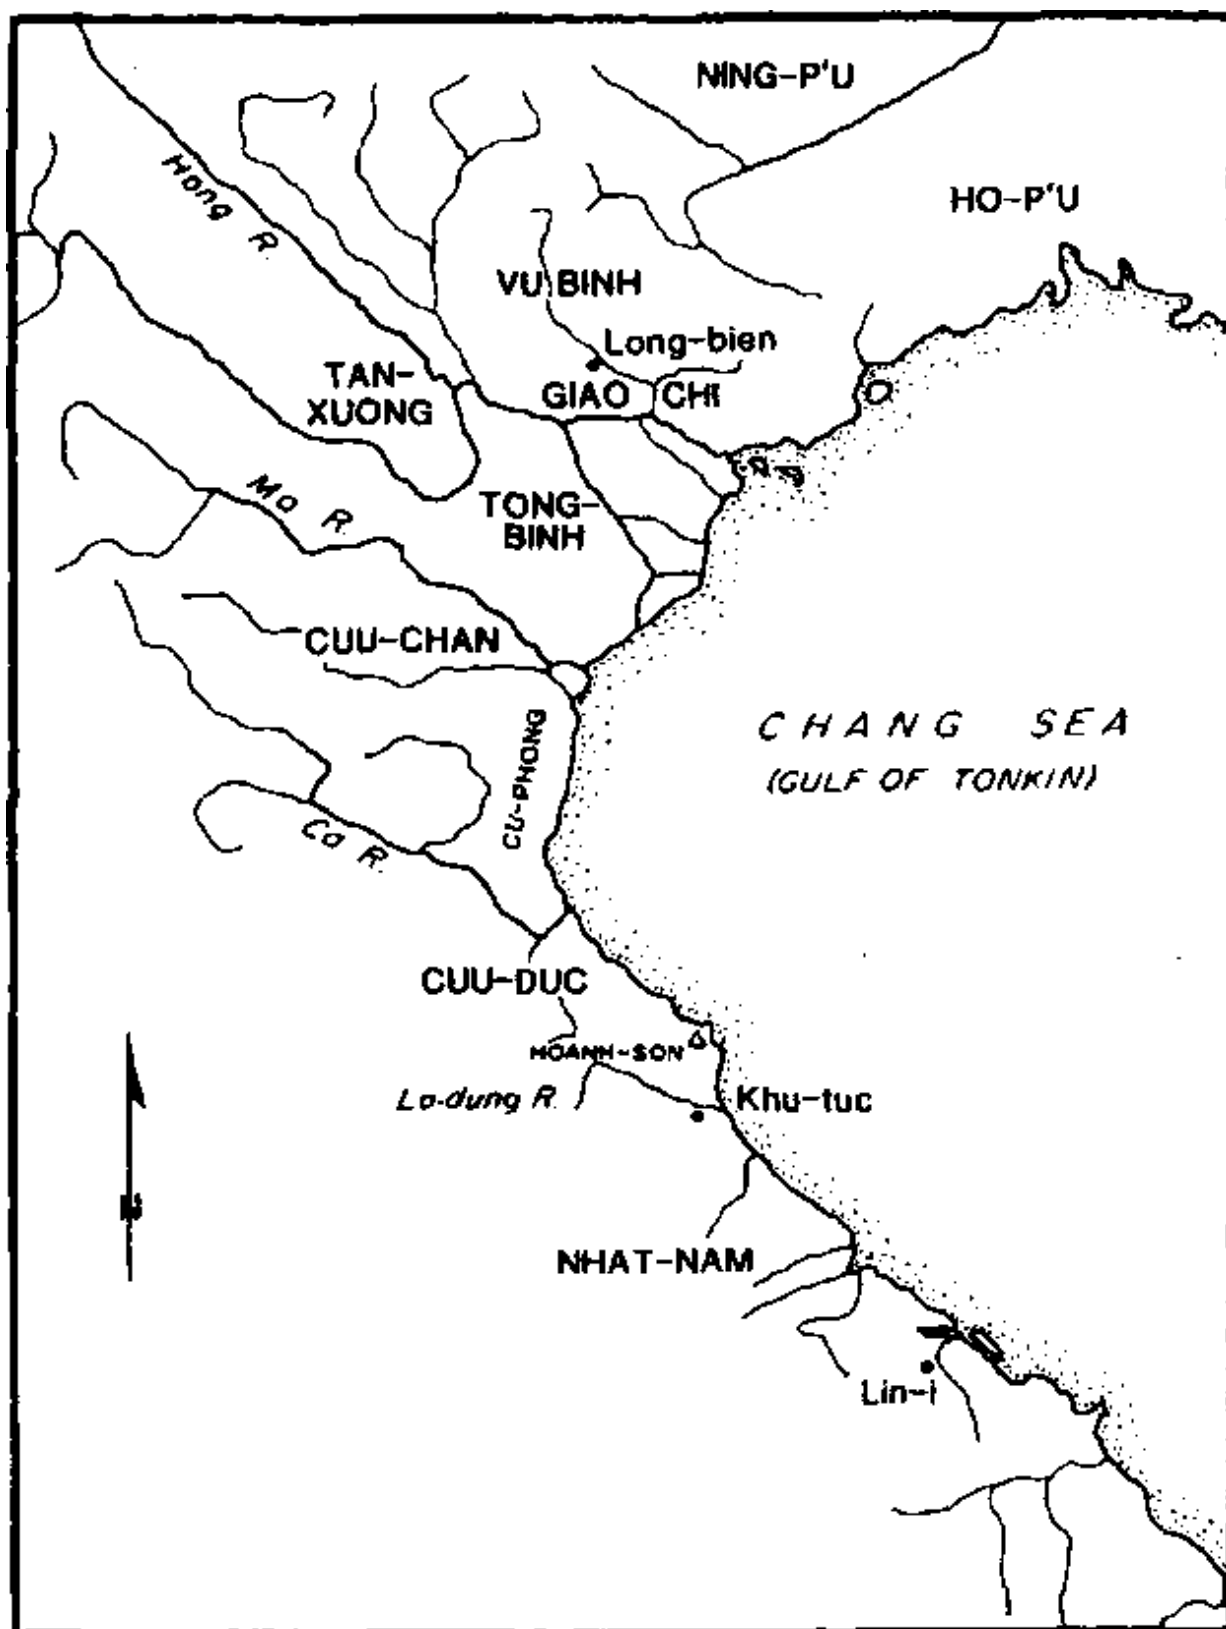 NING-P'U
Hong R.
HO-P'U
VU BINH
Long-bien
TAN-
XUONG
GIAO CHI
Ma R.
TONG-
BINH
CUU-CHAN
CHANG SEA
(GULF OF TONKIN)
CU-PHONG
Ca R.
CUU-DUC
HOANH-SON
La-dung R.
Khu-tuc
NHAT-NAM
Lin-i